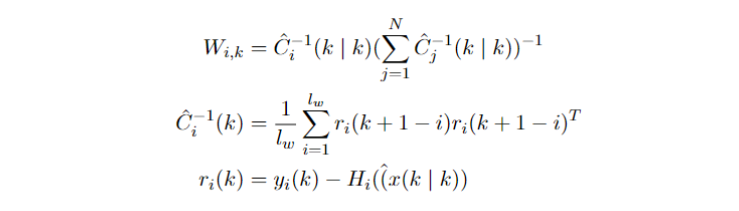 W_{i,k} = \hat{C}_i^{-1}(k \mid k)(\sum_{j=1}^{N} \hat{C}_j^{-1}(k \mid k))^{-1}
\hat{C}_i^{-1}(k) = \frac{1}{l_w} \sum_{i=1}^{l_w} r_i(k + 1 - i)r_i(k + 1 - i)^T
r_i(k) = y_i(k) - H_i(\hat{(}x(k \mid k))